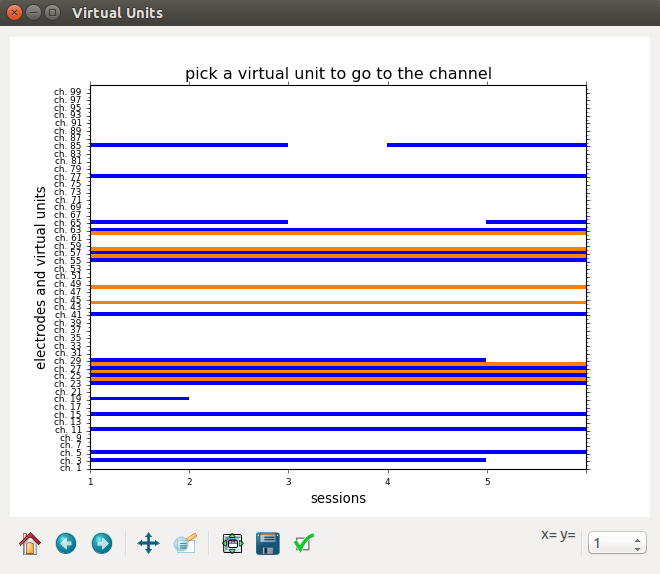 Virtual Units
pick a virtual unit to go to the channel
electrodes and virtual units
ch. 99
ch. 97
ch. 95
ch. 93
ch. 91
ch. 89
ch. 87
ch. 85
ch. 83
ch. 81
ch. 79
ch. 77
ch. 75
ch. 73
ch. 71
ch. 69
ch. 67
ch. 65
ch. 63
ch. 61
ch. 59
ch. 57
ch. 55
ch. 53
ch. 51
ch. 49
ch. 47
ch. 45
ch. 43
ch. 41
ch. 39
ch. 37
ch. 35
ch. 33
ch. 31
ch. 29
ch. 27
ch. 25
ch. 23
ch. 21
ch. 19
ch. 17
ch. 15
ch. 13
ch. 11
ch. 9
ch. 7
ch. 5
ch. 3
ch. 1
1 2 3 4 5
sessions
x= y=
1